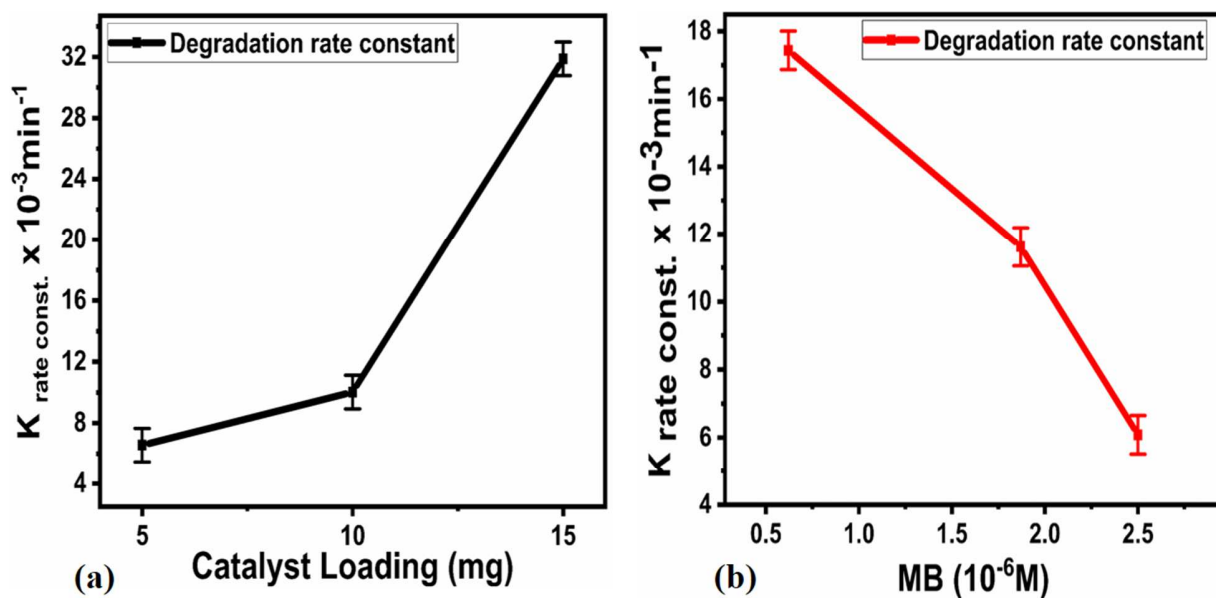 Degradation rate constant
K rate const. x 10⁻³min⁻¹
32
28
24
20
16
12
8
4
5 10 15
Catalyst Loading (mg)
(a)
Degradation rate constant
K rate const. x 10⁻³min⁻¹
18
16
14
12
10
8
6
4
0.5 1.0 1.5 2.0 2.5
MB (10⁻⁶M)
(b)